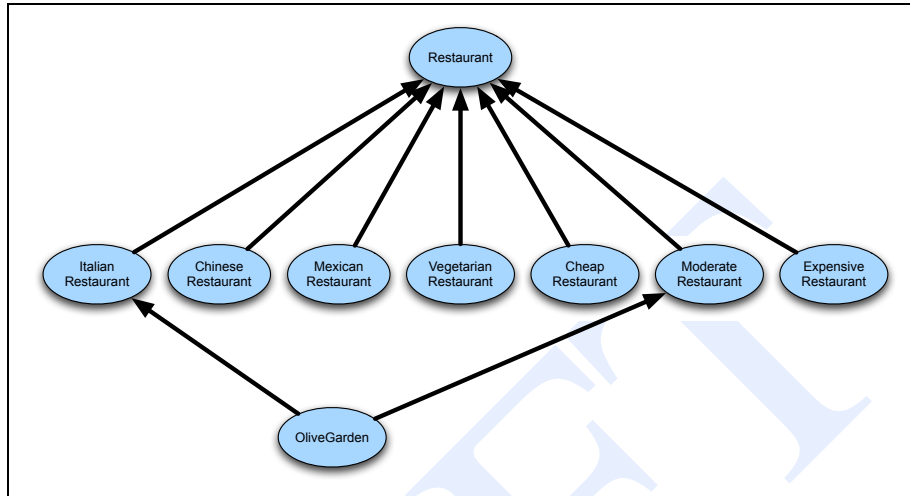 Restaurant
Italian
Restaurant
Chinese
Restaurant
Mexican
Restaurant
Vegetarian
Restaurant
Cheap
Restaurant
Moderate
Restaurant
Expensive
Restaurant
OliveGarden